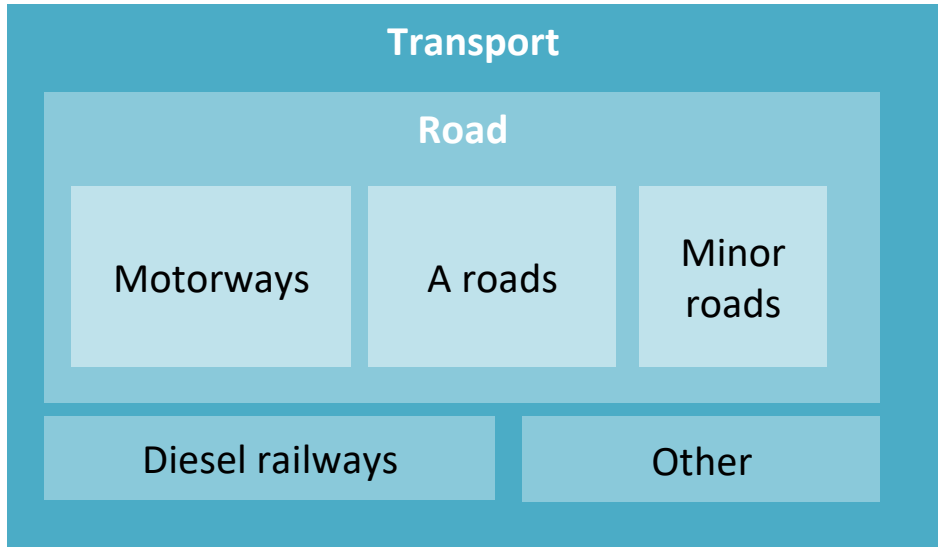 Transport
Road
Motorways
A roads
Minor
roads
Diesel railways
Other